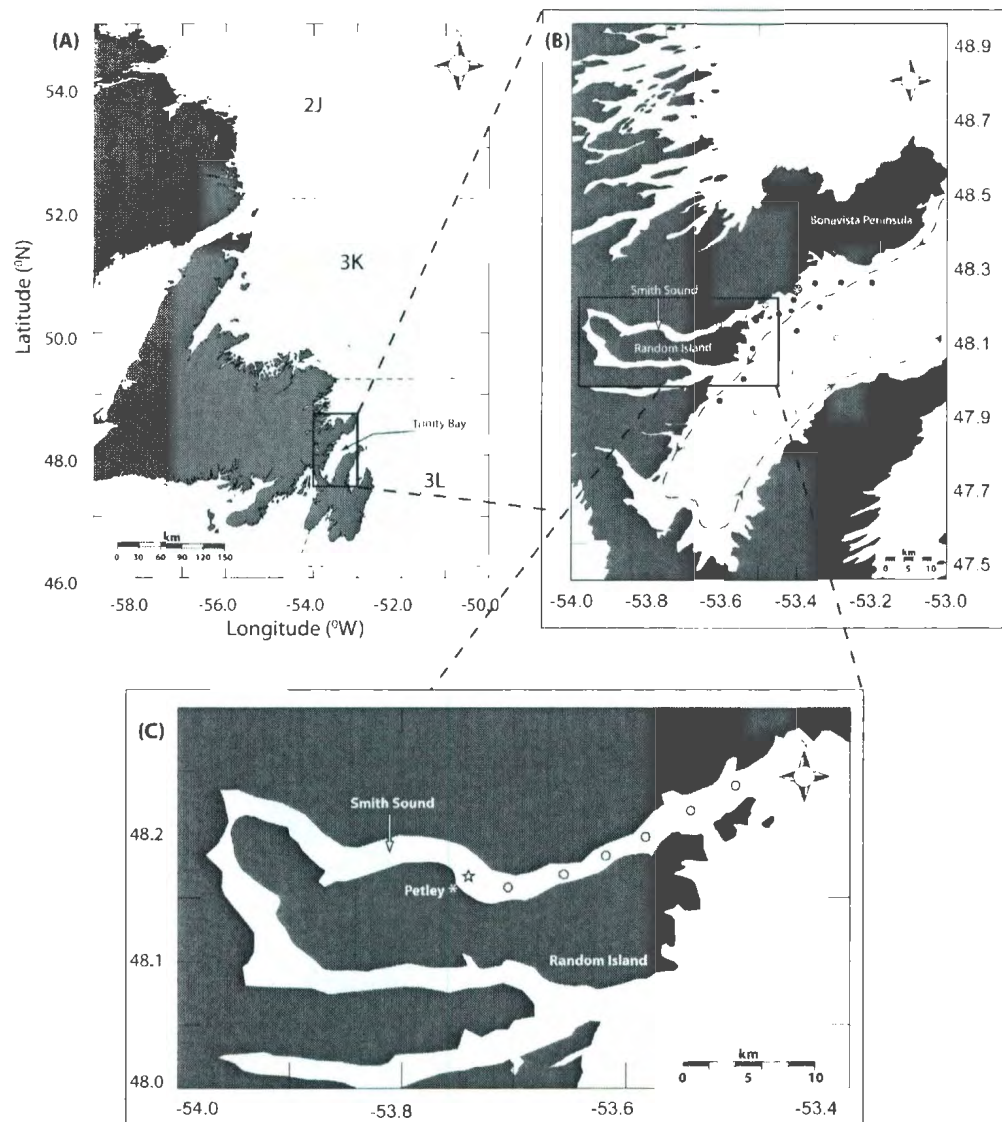 (A)
2J
3K
Trinity Bay
3L
54.0
52.0
50.0
48.0
46.0
Latitude (⁰N)
km
0 30 60 90 120 150
-58.0 -56.0 -54.0 -52.0 -50.0
Longitude (⁰W)
(B)
Bonavista Peninsula
Smith Sound
Random Island
48.9
48.7
48.5
48.3
48.1
47.9
47.7
47.5
km
0 5 10
-54.0 -53.8 -53.6 -53.4 -53.2 -53.0
(C)
Smith Sound
Petley *
Random Island
48.2
48.1
48.0
km
0 5 10
-54.0 -53.8 -53.6 -53.4